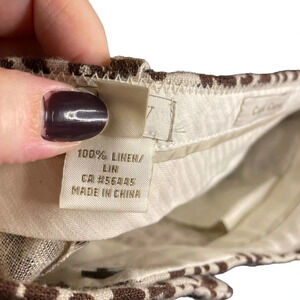 100% LINEN/
LIN
CA #56445
MADE IN CHINA